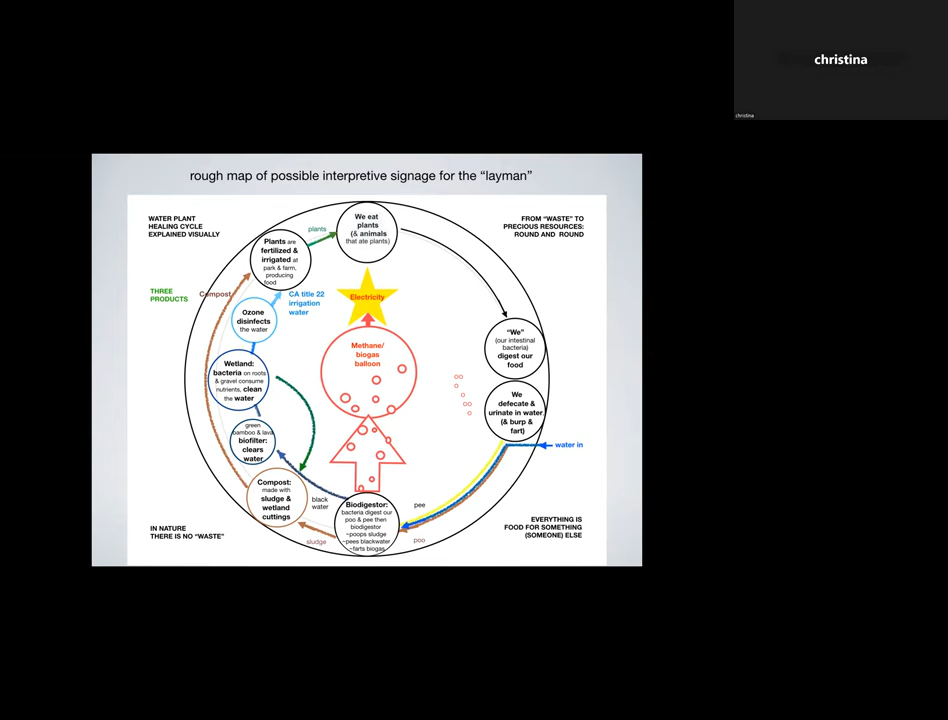 christina
christina
rough map of possible interpretive signage for the “layman”
WATER PLANT
HEALING CYCLE
EXPLAINED VISUALLY
FROM “WASTE” TO
PRECIOUS RESOURCES:
ROUND AND ROUND
We eat
plants
(& animals
that ate plants)
plants
Plants are
fertilized &
irrigated at
park & farm,
producing
food
THREE
PRODUCTS
Compost
CA title 22
irrigation
water
Electricity
Ozone
disinfects
the water
“We”
(our intestinal
bacteria)
digest our
food
Methane/
biogas
balloon
Wetland:
bacteria on roots
& gravel consume
nutrients, clean
the water
We
defecate &
urinate in water.
(& burp &
fart)
water in
green
bamboo & lava
biofilter:
clears
water
Compost:
made with
sludge &
wetland
cuttings
black
water
Biodigestor:
bacteria digest our
poo & pee then
biodigestor
~poops sludge
~pees blackwater
~farts biogas
pee
poo
sludge
IN NATURE
THERE IS NO “WASTE”
EVERYTHING IS
FOOD FOR SOMETHING
(SOMEONE) ELSE